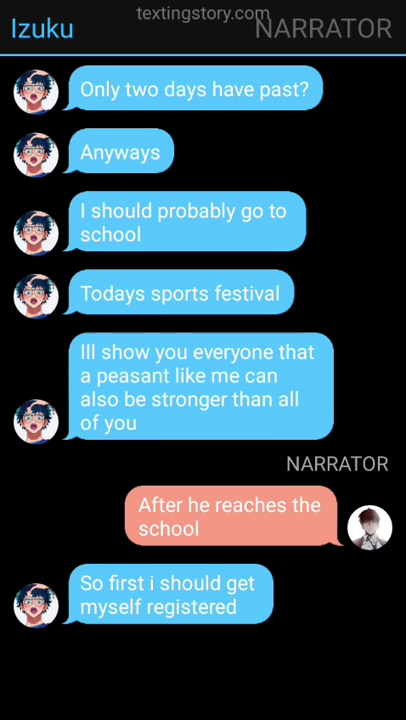 textingstory.com
Izuku
NARRATOR
Only two days have past?
Anyways
I should probably go to
school
Todays sports festival
Ill show you everyone that
a peasant like me can
also be stronger than all
of you
NARRATOR
After he reaches the
school
So first i should get
myself registered